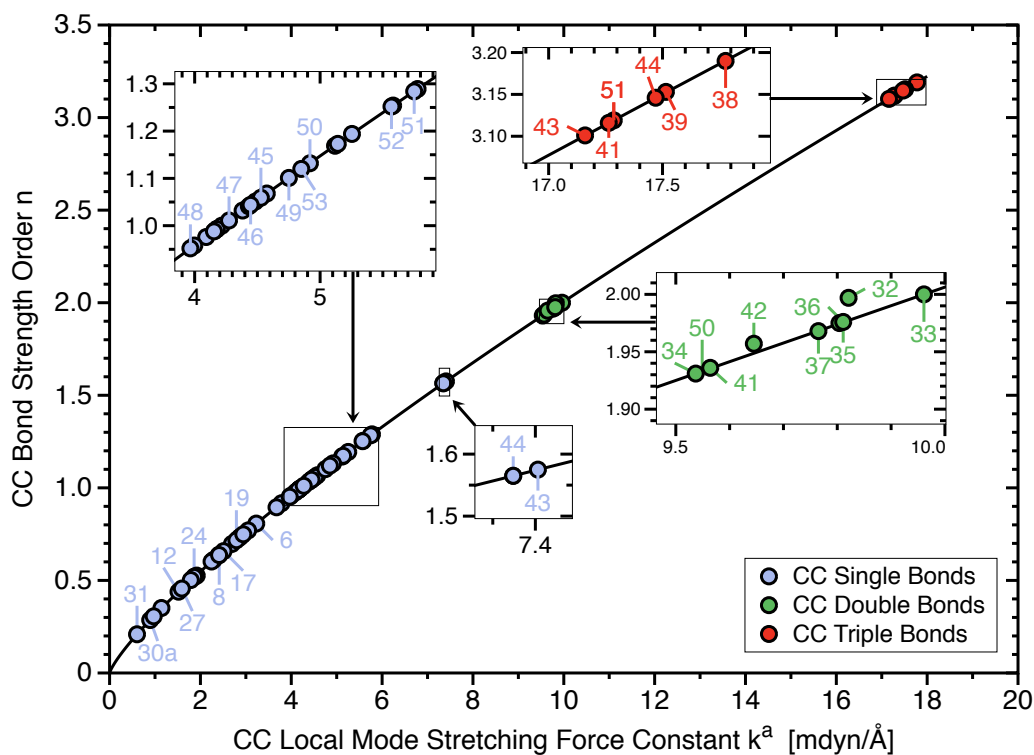 3.5
3.0
2.5
2.0
1.5
1.0
0.5
0
CC Bond Strength Order n
0 2 4 6 8 10 12 14 16 18 20
CC Local Mode Stretching Force Constant k^a [mdyn/Å]
1.3
1.2
1.1
1.0
4 5
48 47 46 45 49 53 50 52 51
3.20
3.15
3.10
17.0 17.5
43 41 51 44 39 38
2.00
1.95
1.90
9.5 10.0
34 50 41 42 37 36 35 32 33
1.6
1.5
7.4
44
43
31 30a 12 27 24 8 19 17 6
CC Single Bonds
CC Double Bonds
CC Triple Bonds